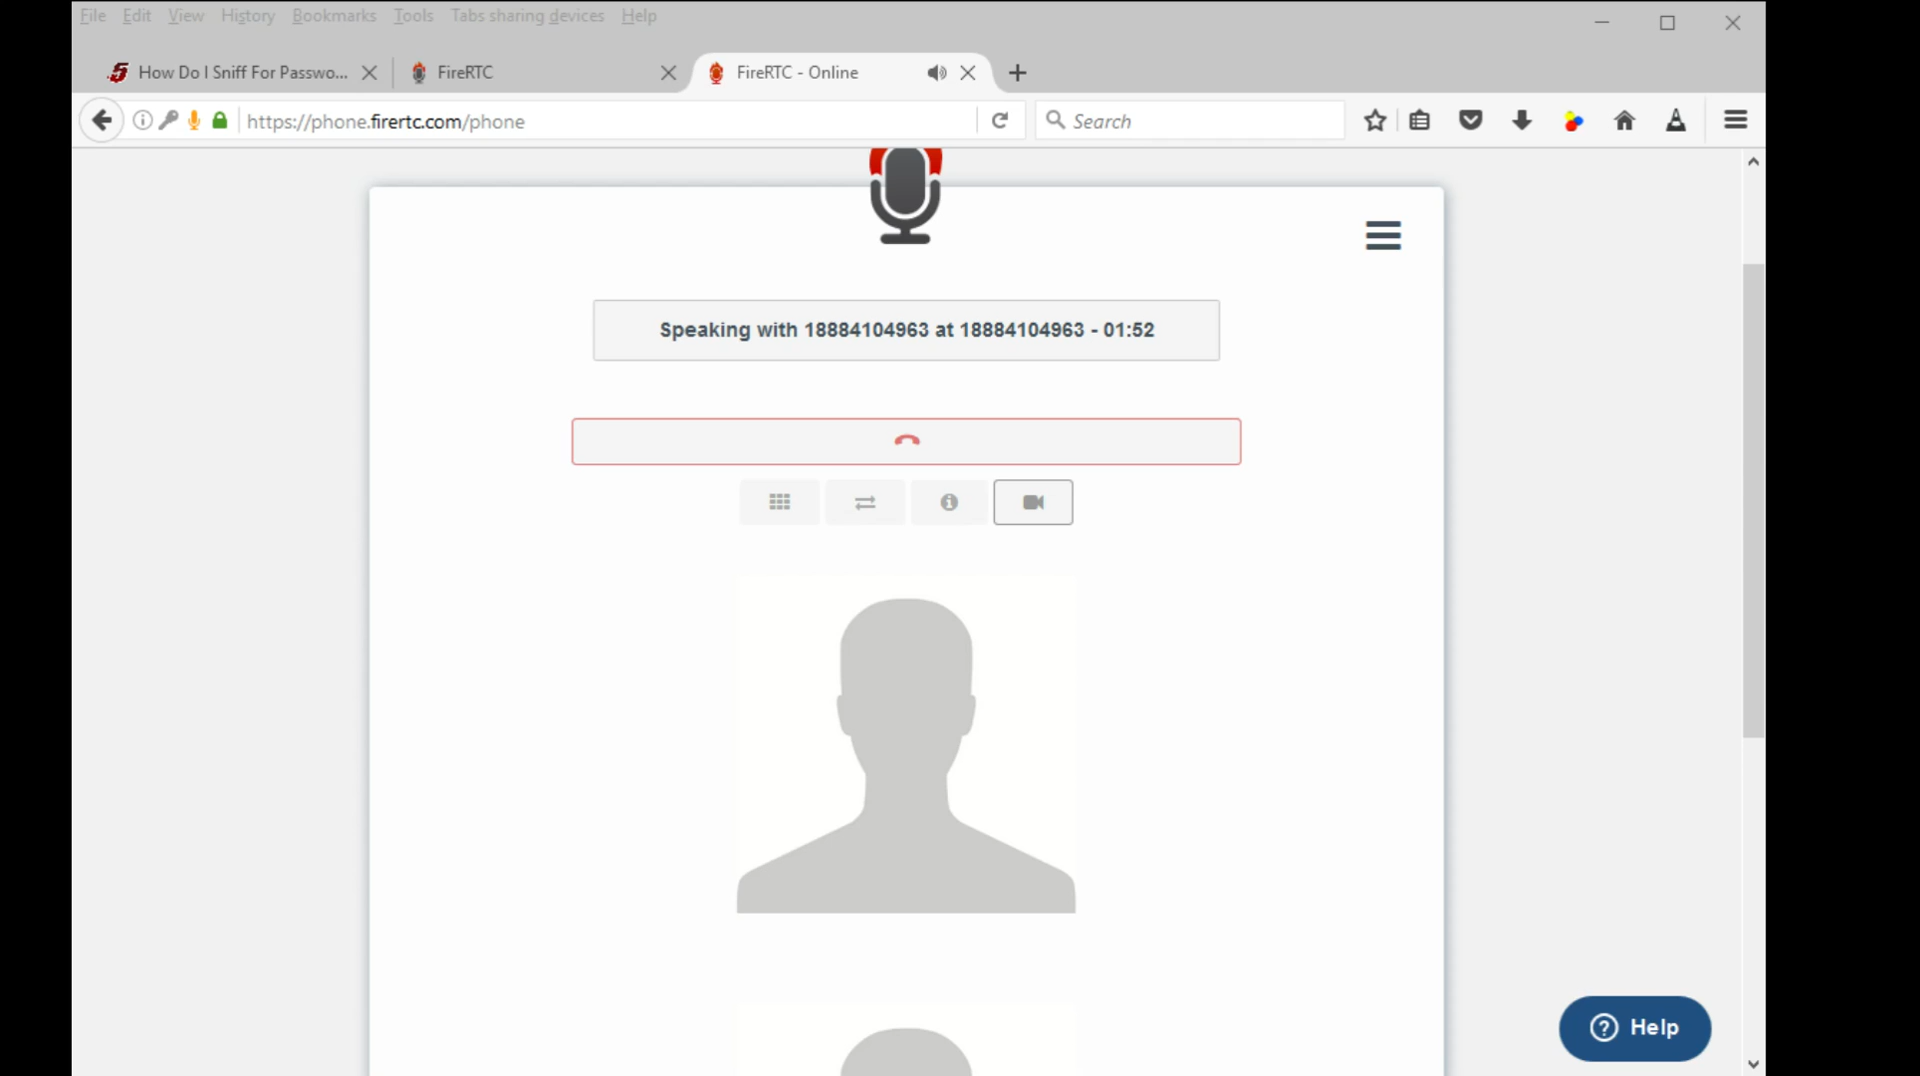 File Edit View History Bookmarks Tools Tabs sharing devices Help
How Do I Sniff For Passwo...
FireRTC
FireRTC - Online
https://phone.firertc.com/phone
Search
Speaking with 18884104963 at 18884104963 - 01:52
Help